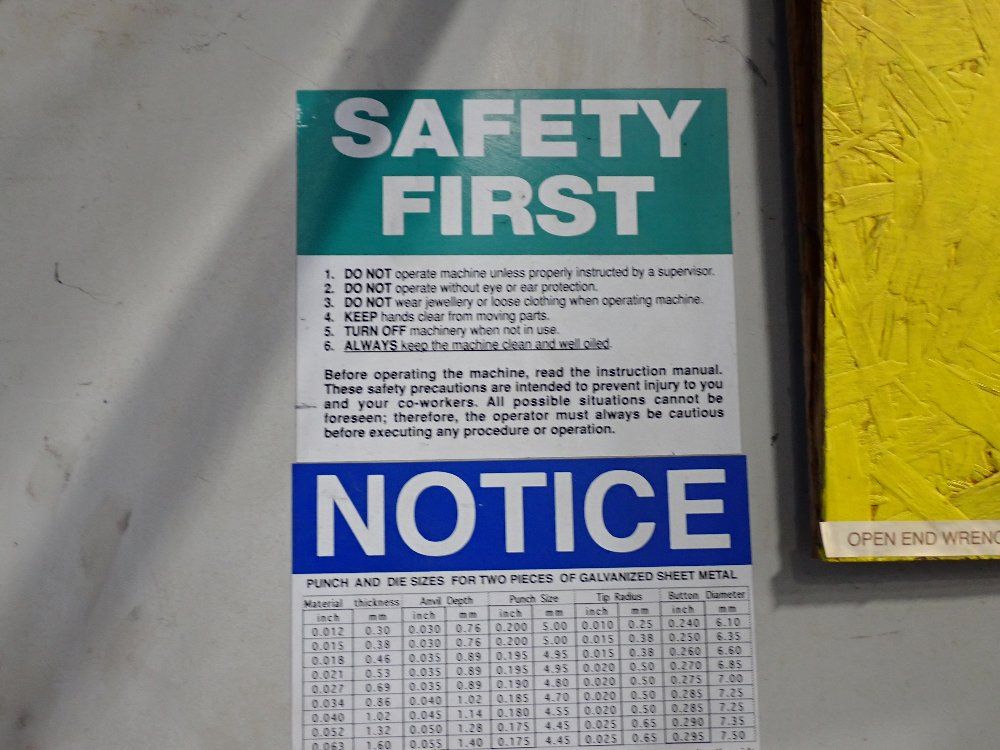 SAFETY
FIRST
1. DO NOT operate machine unless properly instructed by a supervisor.
2. DO NOT operate without eye or ear protection.
3. DO NOT wear jewellery or loose clothing when operating machine.
4. KEEP hands clear from moving parts.
5. TURN OFF machinery when not in use.
6. ALWAYS keep the machine clean and well oiled.
Before operating the machine, read the instruction manual.
These safety precautions are intended to prevent injury to you
and your co-workers. All possible situations cannot be
foreseen; therefore, the operator must always be cautious
before executing any procedure or operation.
NOTICE
PUNCH AND DIE SIZES FOR TWO PIECES OF GALVANIZED SHEET METAL
Material thickness Anvil Depth Punch Size Tip Radius Button Diameter
inch mm inch mm inch mm inch mm inch mm
0.012 0.30 0.030 0.76 0.200 5.00 0.010 0.25 0.240 6.10
0.015 0.38 0.030 0.76 0.200 5.00 0.015 0.38 0.250 6.35
0.018 0.46 0.035 0.89 0.195 4.95 0.015 0.38 0.260 6.60
0.021 0.53 0.035 0.89 0.195 4.95 0.020 0.50 0.270 6.85
0.027 0.69 0.035 0.89 0.190 4.80 0.020 0.50 0.275 7.00
0.034 0.86 0.040 1.02 0.185 4.70 0.020 0.50 0.285 7.25
0.040 1.02 0.045 1.14 0.180 4.55 0.020 0.50 0.285 7.25
0.052 1.32 0.050 1.28 0.175 4.45 0.025 0.65 0.290 7.35
0.063 1.60 0.055 1.40 0.175 4.45 0.025 0.65 0.295 7.50
OPEN END WRENC